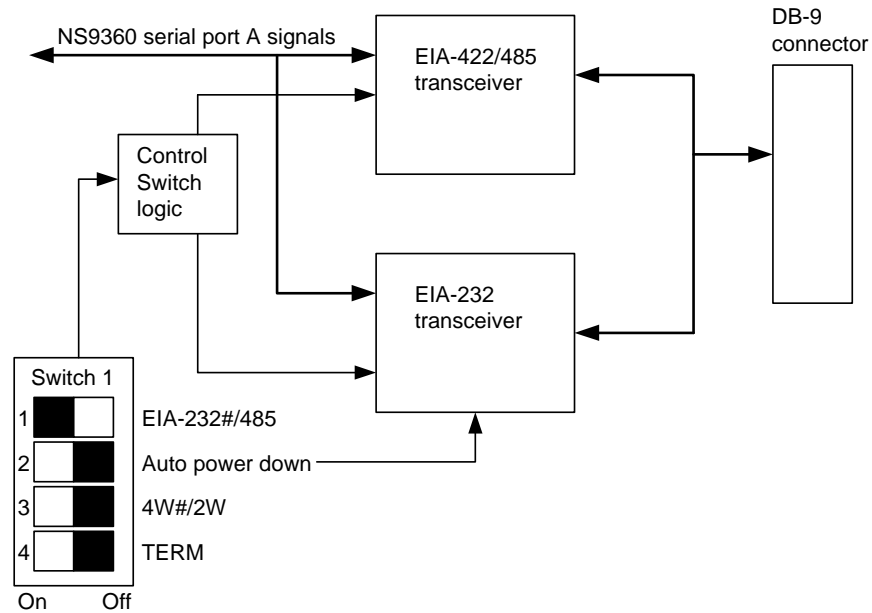 NS9360 serial port A signals
EIA-422/485
transceiver
DB-9
connector
Control
Switch
logic
EIA-232
transceiver
Switch 1
1
EIA-232#/485
2
Auto power down
3
4W#/2W
4
TERM
On
Off